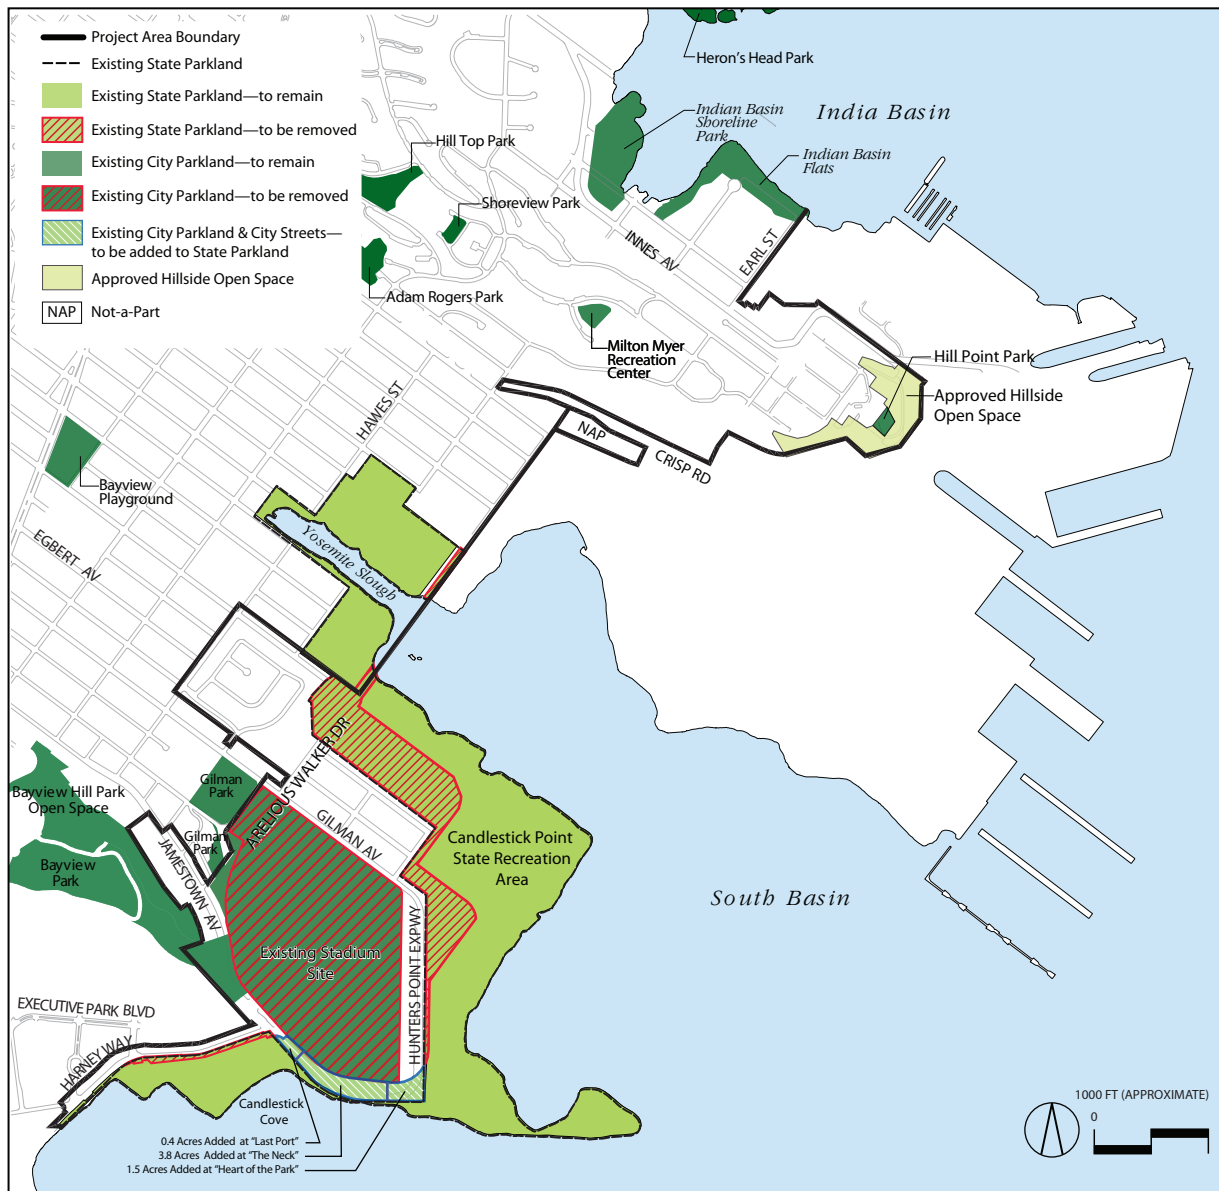 Project Area Boundary
Existing State Parkland
Existing State Parkland—to remain
Existing State Parkland—to be removed
Existing City Parkland—to remain
Existing City Parkland—to be removed
Existing City Parkland & City Streets—
to be added to State Parkland
Approved Hillside Open Space
NAP Not-a-Part
Heron's Head Park
Indian Basin
Shoreline
Park
India Basin
Indian Basin
Flats
Hill Top Park
Shoreview Park
INNES AV
EARL ST
Adam Rogers Park
Milton Myer
Recreation
Center
Hill Point Park
Approved Hillside
Open Space
HAWES ST
NAP
CRISP RD
Bayview
Playground
EGBERT AV
Yosemite Slough
ARELIOUS WALKER DR
Gilman
Park
Bayview Hill Park
Open Space
GILMAN AV
Gilman
Park
JAMESTOWN AV
Bayview
Park
Candlestick Point
State Recreation
Area
South Basin
HUNTERS POINT EXPWY
Existing Stadium
Site
EXECUTIVE PARK BLVD
HARNEY WAY
Candlestick
Cove
0.4 Acres Added at "Last Port"
3.8 Acres Added at "The Neck"
1.5 Acres Added at "Heart of the Park"
1000 FT (APPROXIMATE)
0